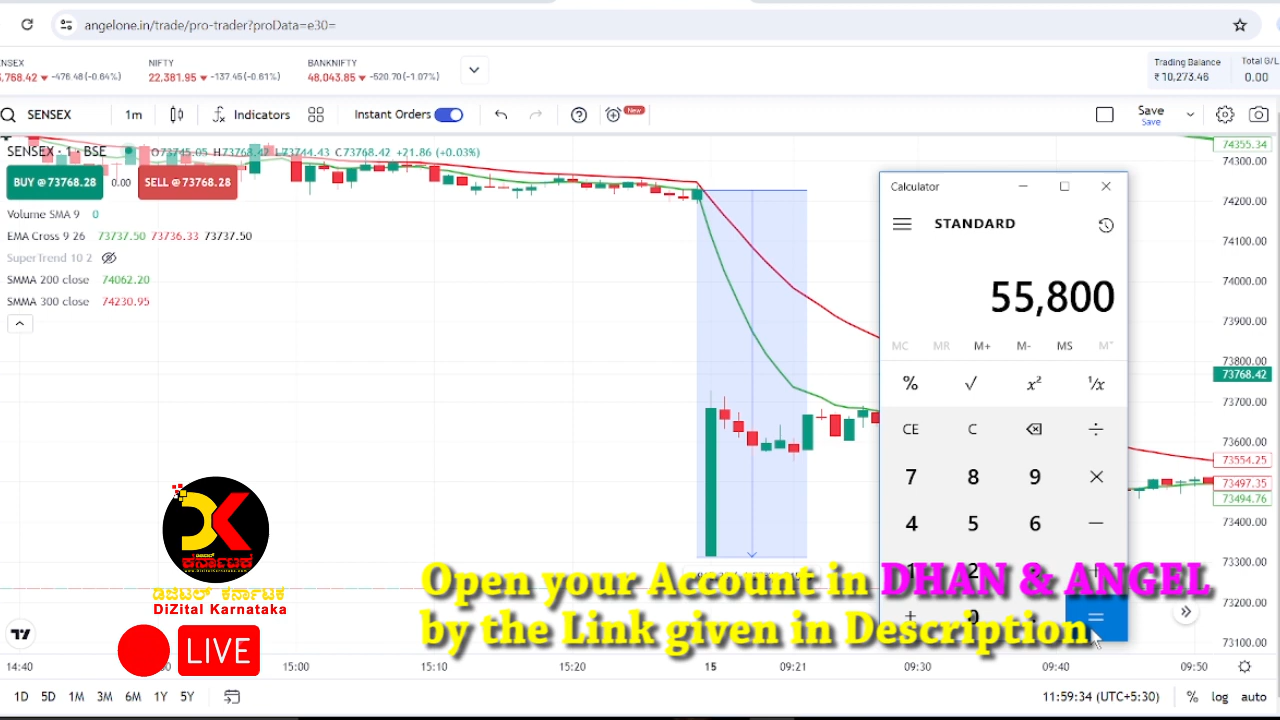 angelone.in/trade/pro-trader?proData=e30=
NIFTY BANKNIFTY
-476.48 (-0.64%) 22,381.95 -137.45 (-0.61%) 48,043.85 -520.70 (-1.07%)
Trading Balance
₹ 10,273.46
Total G/L
0.00
SENSEX 1m Indicators Instant Orders New Save
Save
SENSEX · 1 · BSE O73745.05 H73768.42 L73744.43 C73768.42 +21.86 (+0.03%)
BUY @ 73768.28 0.00 SELL @ 73768.28
Volume SMA 9 0
EMA Cross 9 26 73737.50 73736.33 73737.50
SuperTrend 10 2
SMMA 200 close 74062.20
SMMA 300 close 74230.95
Calculator
STANDARD
55,800
MC MR M+ M- MS M˅
% √ x² ¹/x
CE C ÷
7 8 9 ×
4 5 6 −
1 2
0 =
74355.34
74300.00
74200.00
74100.00
74000.00
73900.00
73800.00
73768.42
73700.00
73600.00
73554.25
73497.35
73494.76
73400.00
73300.00
73200.00
73100.00
DK
ಡಿಜಿಟಲ್ ಕರ್ನಾಟಕ
DiZital Karnataka
LIVE
Open your Account in DHAN & ANGEL
by the Link given in Description
14:40 15:00 15:10 15:20 15 09:21 09:30 09:40 09:50
1D 5D 1M 3M 6M 1Y 5Y 11:59:34 (UTC+5:30) % log auto